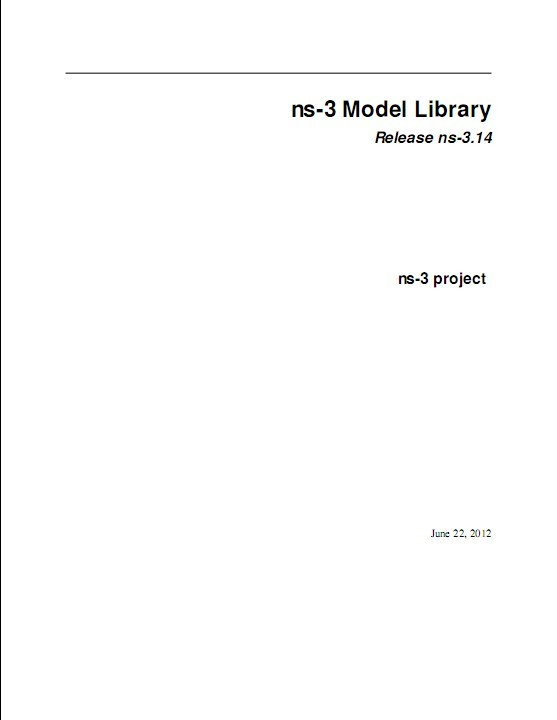 ns-3 Model Library
Release ns-3.14
ns-3 project
June 22, 2012